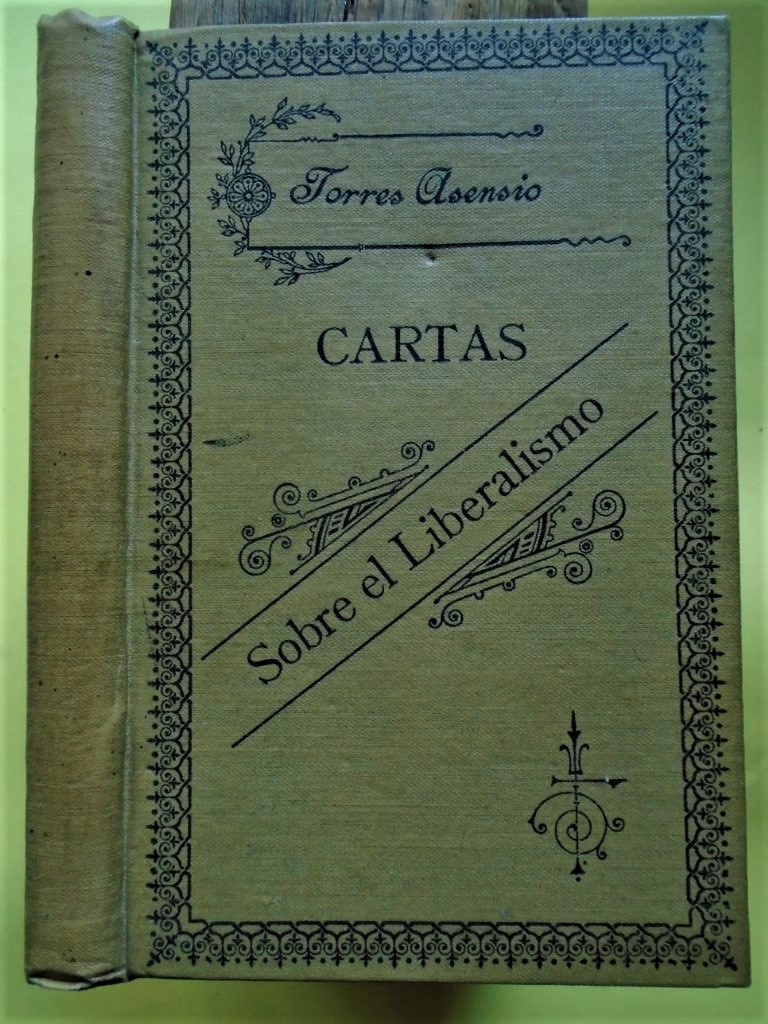 Torres Asensio
CARTAS
Sobre el Liberalismo